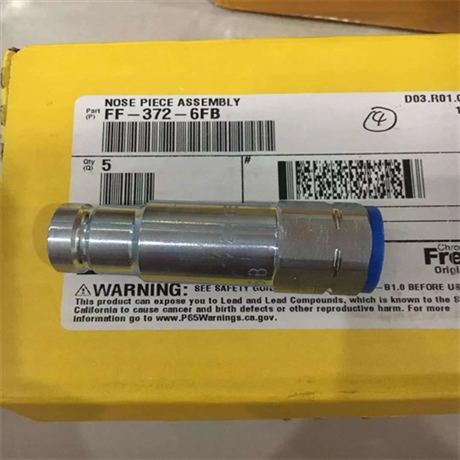 NOSE PIECE ASSEMBLY
D03.R01.
Part
(P)
FF-372-6FB
4
Qty
(Q)
5
#
Chro
Fre
Origi
WARNING:
SEE SAFETY
-B1.0 BEFORE US
This product can expose you to Lead and Lead Compounds, which is known to the S
California to cause cancer and birth defects or other reproductive harm. For more
information go to www.P65Warnings.ca.gov.